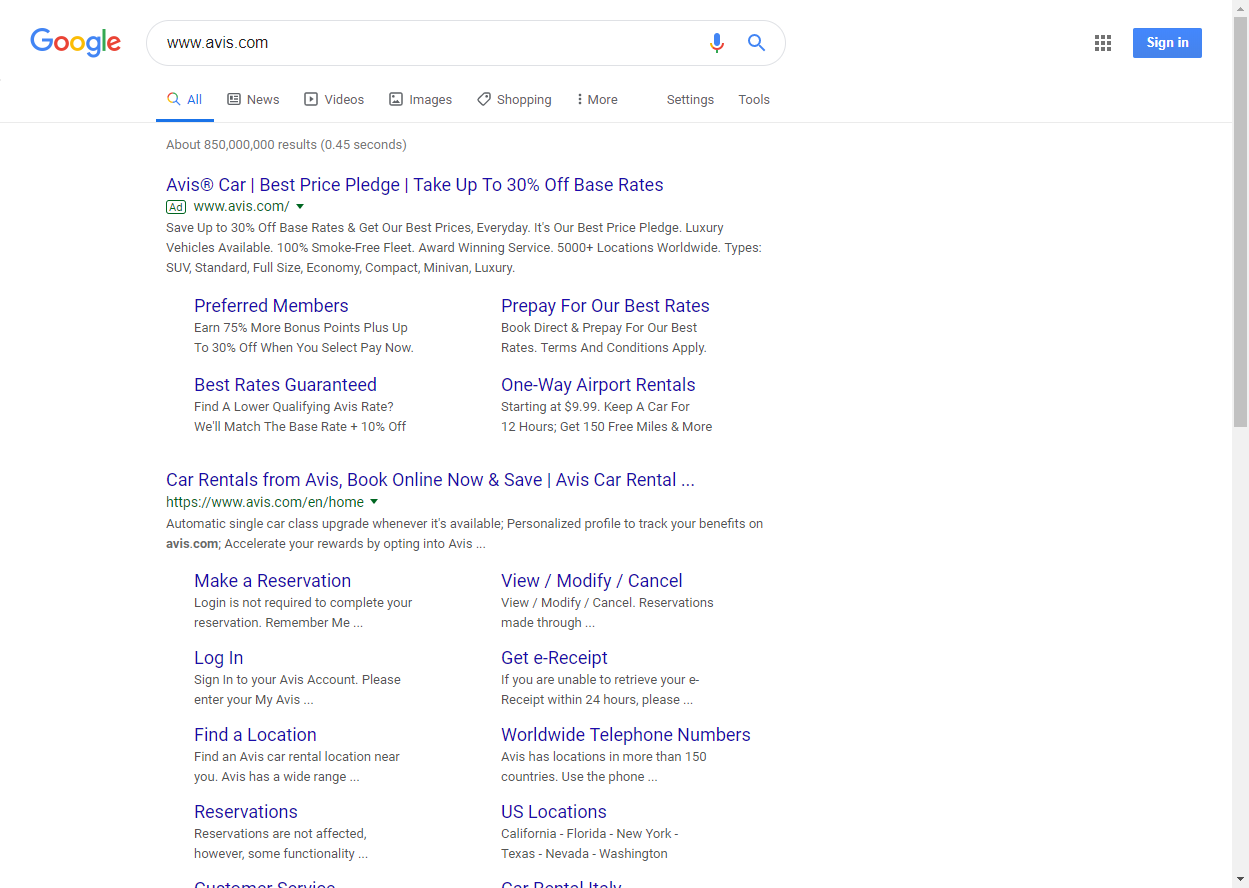 Google
www.avis.com
Sign in
All
News
Videos
Images
Shopping
More
Settings
Tools
About 850,000,000 results (0.45 seconds)
Avis® Car | Best Price Pledge | Take Up To 30% Off Base Rates
Ad www.avis.com/
Save Up to 30% Off Base Rates & Get Our Best Prices, Everyday. It's Our Best Price Pledge. Luxury
Vehicles Available. 100% Smoke-Free Fleet. Award Winning Service. 5000+ Locations Worldwide. Types:
SUV, Standard, Full Size, Economy, Compact, Minivan, Luxury.
Preferred Members
Earn 75% More Bonus Points Plus Up
To 30% Off When You Select Pay Now.
Prepay For Our Best Rates
Book Direct & Prepay For Our Best
Rates. Terms And Conditions Apply.
Best Rates Guaranteed
Find A Lower Qualifying Avis Rate?
We'll Match The Base Rate + 10% Off
One-Way Airport Rentals
Starting at $9.99. Keep A Car For
12 Hours; Get 150 Free Miles & More
Car Rentals from Avis, Book Online Now & Save | Avis Car Rental ...
https://www.avis.com/en/home
Automatic single car class upgrade whenever it's available; Personalized profile to track your benefits on
avis.com; Accelerate your rewards by opting into Avis ...
Make a Reservation
Login is not required to complete your
reservation. Remember Me ...
View / Modify / Cancel
View / Modify / Cancel. Reservations
made through ...
Log In
Sign In to your Avis Account. Please
enter your My Avis ...
Get e-Receipt
If you are unable to retrieve your e-
Receipt within 24 hours, please ...
Find a Location
Find an Avis car rental location near
you. Avis has a wide range ...
Worldwide Telephone Numbers
Avis has locations in more than 150
countries. Use the phone ...
Reservations
Reservations are not affected,
however, some functionality ...
US Locations
California - Florida - New York -
Texas - Nevada - Washington
Customer Service
Car Rental Italy